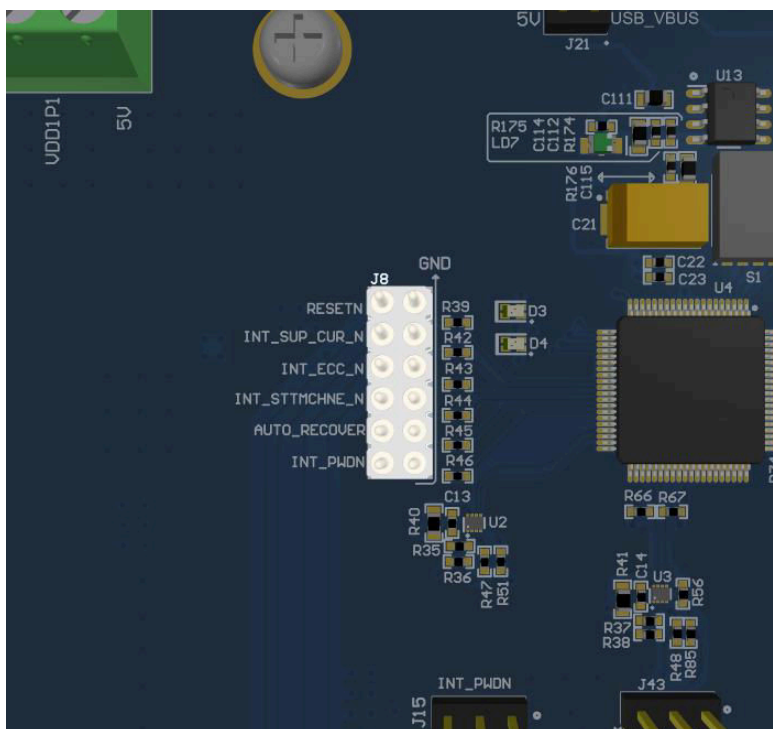 5V
USB_VBUS
J21
VDD1P1
5V
U13
C111
R175
LD7
C114
C112
R174
R176
C115
C21
C22
C23
S1
U4
GND
J8
RESETN
INT_SUP_CUR_N
INT_ECC_N
INT_STTMCHNE_N
AUTO_RECOVER
INT_PWDN
R39
R42
R43
R44
R45
R46
D3
D4
C13
R40
U2
R35
R36
R47
R51
R66
R67
R41
C14
U3
R56
R37
R38
R48
R85
INT_PWDN
J15
J43